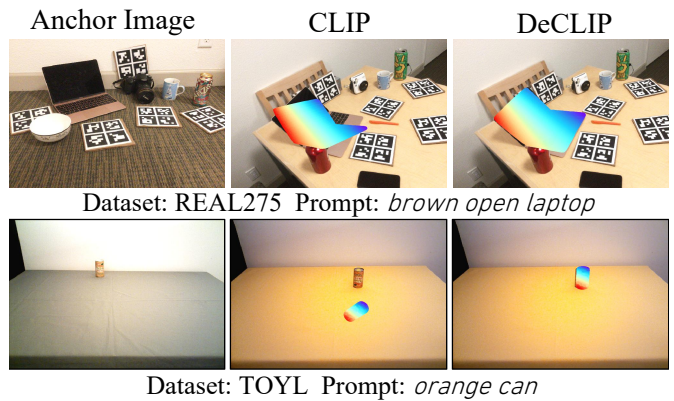 Anchor Image CLIP DeCLIP
Dataset: REAL275 Prompt: brown open laptop
Dataset: TOYL Prompt: orange can